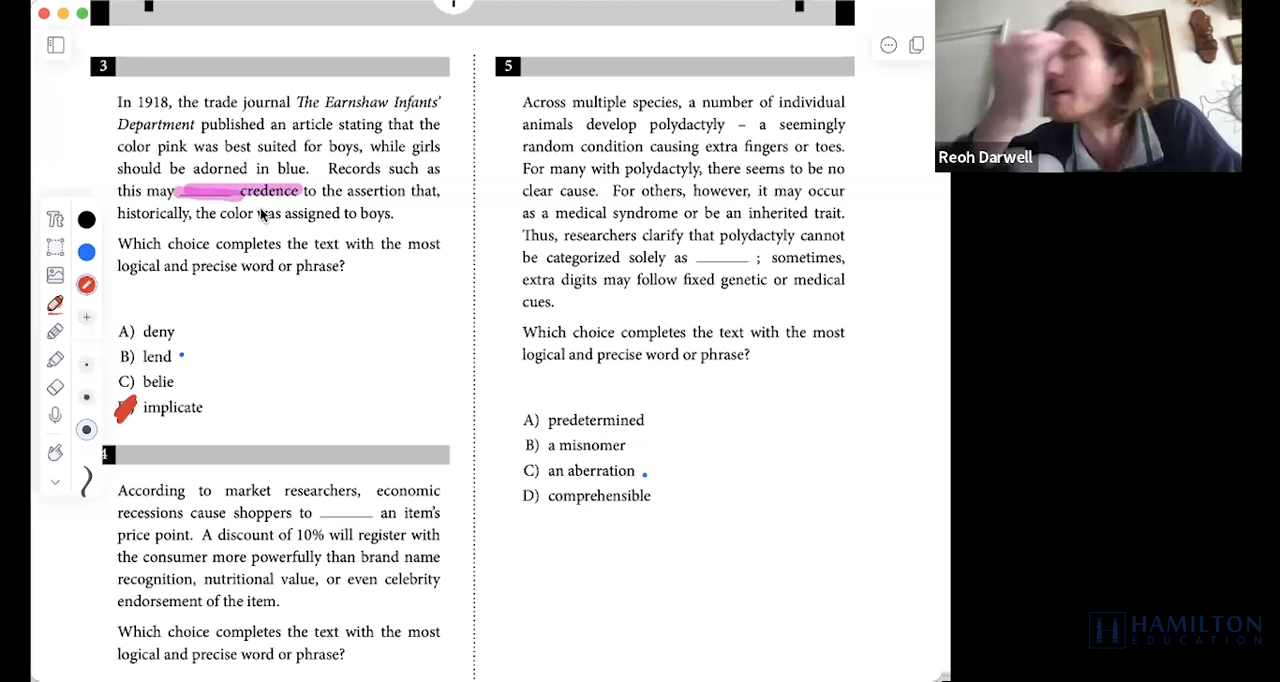 3
In 1918, the trade journal The Earnshaw Infants'
Department published an article stating that the
color pink was best suited for boys, while girls
should be adorned in blue. Records such as
this may ________ credence to the assertion that,
historically, the color was assigned to boys.
Which choice completes the text with the most
logical and precise word or phrase?
A) deny
B) lend
C) belie
implicate
4
According to market researchers, economic
recessions cause shoppers to ________ an item's
price point. A discount of 10% will register with
the consumer more powerfully than brand name
recognition, nutritional value, or even celebrity
endorsement of the item.
Which choice completes the text with the most
logical and precise word or phrase?
5
Across multiple species, a number of individual
animals develop polydactyly – a seemingly
random condition causing extra fingers or toes.
For many with polydactyly, there seems to be no
clear cause. For others, however, it may occur
as a medical syndrome or be an inherited trait.
Thus, researchers clarify that polydactyly cannot
be categorized solely as ________ ; sometimes,
extra digits may follow fixed genetic or medical
cues.
Which choice completes the text with the most
logical and precise word or phrase?
A) predetermined
B) a misnomer
C) an aberration
D) comprehensible
Tt
Reoh Darwell
HAMILTON
EDUCATION